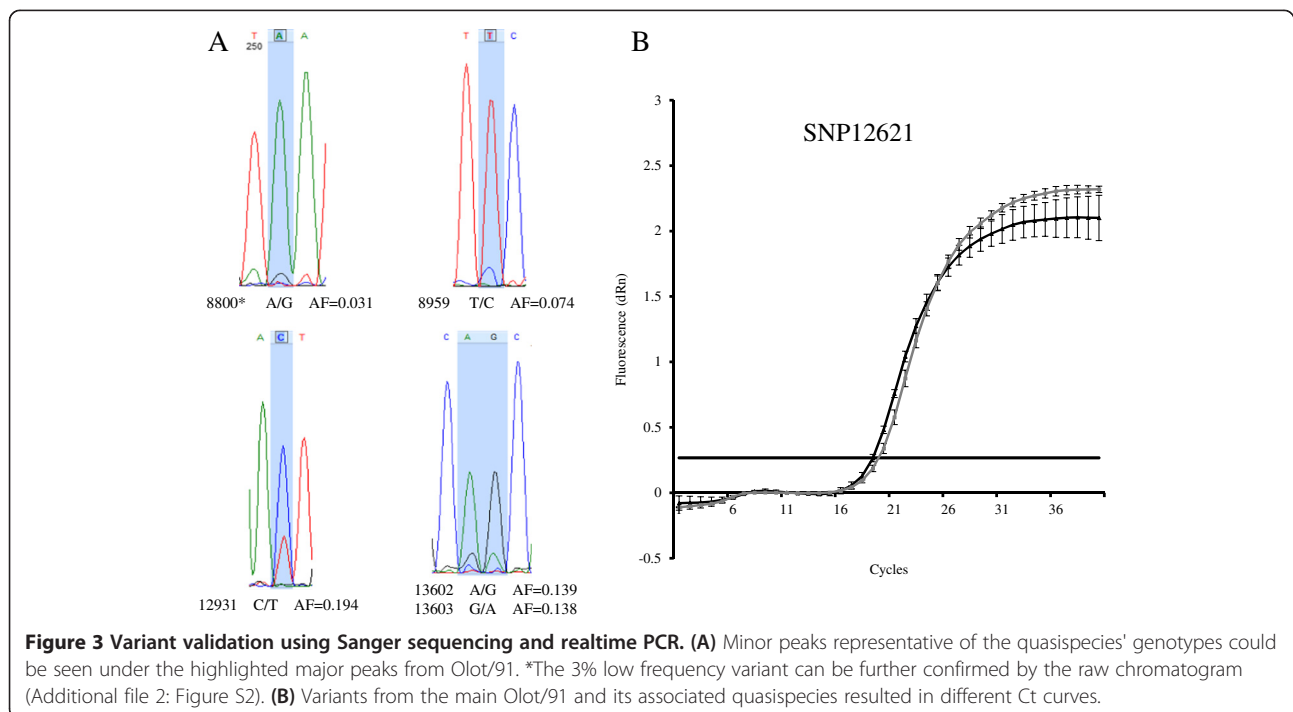 A
T A A
250
8800* A/G AF=0.031
T T C
8959 T/C AF=0.074
A C T
12931 C/T AF=0.194
C A G C
13602 A/G AF=0.139
13603 G/A AF=0.138
B
SNP12621
Fluorescence (dRn)
3
2.5
2
1.5
1
0.5
0
-0.5
6 11 16 21 26 31 36
Cycles
Figure 3 Variant validation using Sanger sequencing and realtime PCR. (A) Minor peaks representative of the quasispecies' genotypes could
be seen under the highlighted major peaks from Olot/91. *The 3% low frequency variant can be further confirmed by the raw chromatogram
(Additional file 2: Figure S2). (B) Variants from the main Olot/91 and its associated quasispecies resulted in different Ct curves.